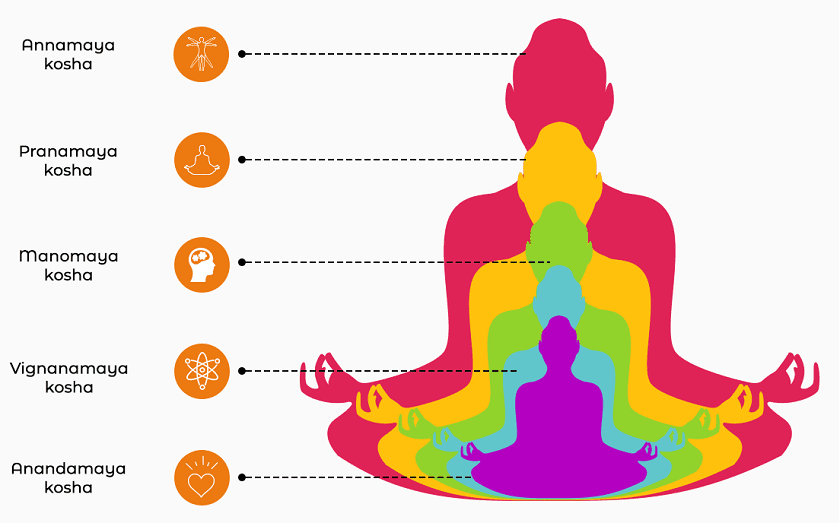 Annamaya
kosha
Pranamaya
kosha
Manomaya
kosha
Vignanamaya
kosha
Anandamaya
kosha